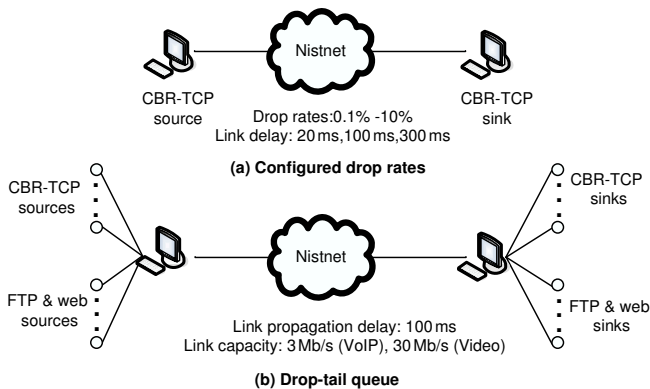 Nistnet
CBR-TCP
source
CBR-TCP
sink
Drop rates:0.1% -10%
Link delay: 20 ms,100 ms,300 ms
(a) Configured drop rates
CBR-TCP
sources
CBR-TCP
sinks
Nistnet
FTP & web
sources
FTP & web
sinks
Link propagation delay: 100 ms
Link capacity: 3 Mb/s (VoIP), 30 Mb/s (Video)
(b) Drop-tail queue